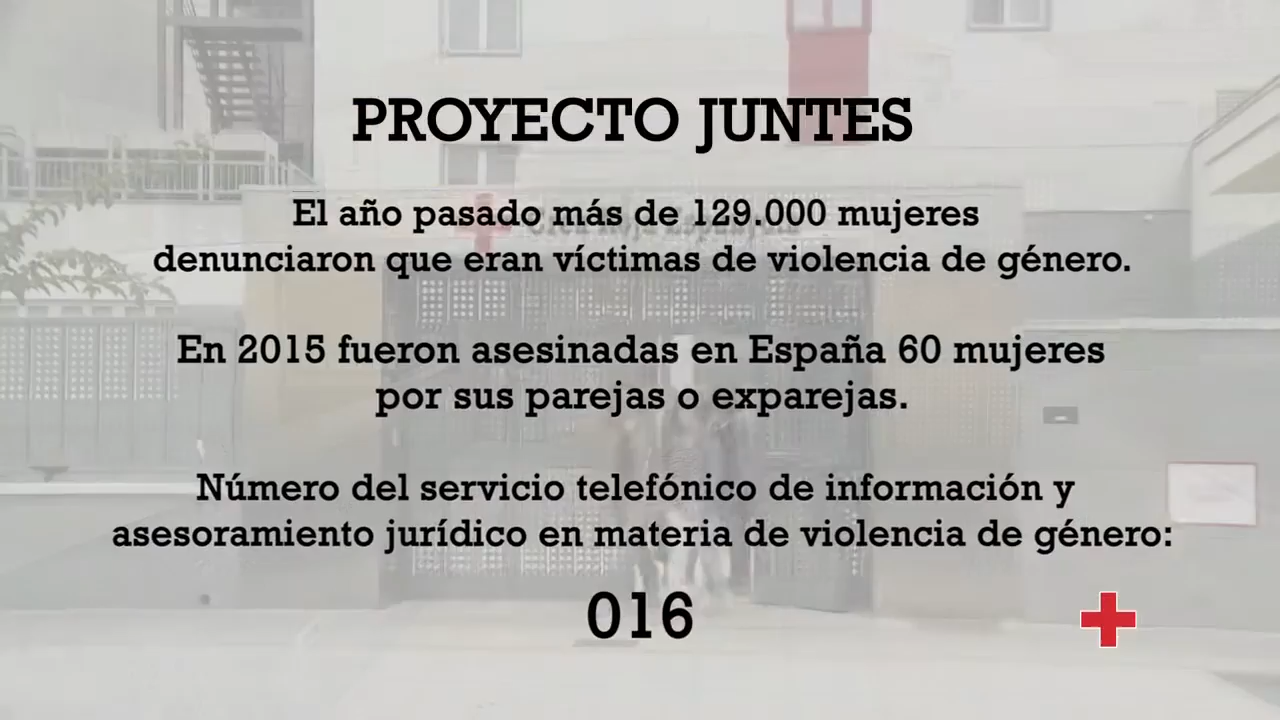 PROYECTO JUNTES
El año pasado más de 129.000 mujeres
denunciaron que eran víctimas de violencia de género.
En 2015 fueron asesinadas en España 60 mujeres
por sus parejas o exparejas.
Número del servicio telefónico de información y
asesoramiento jurídico en materia de violencia de género:
016